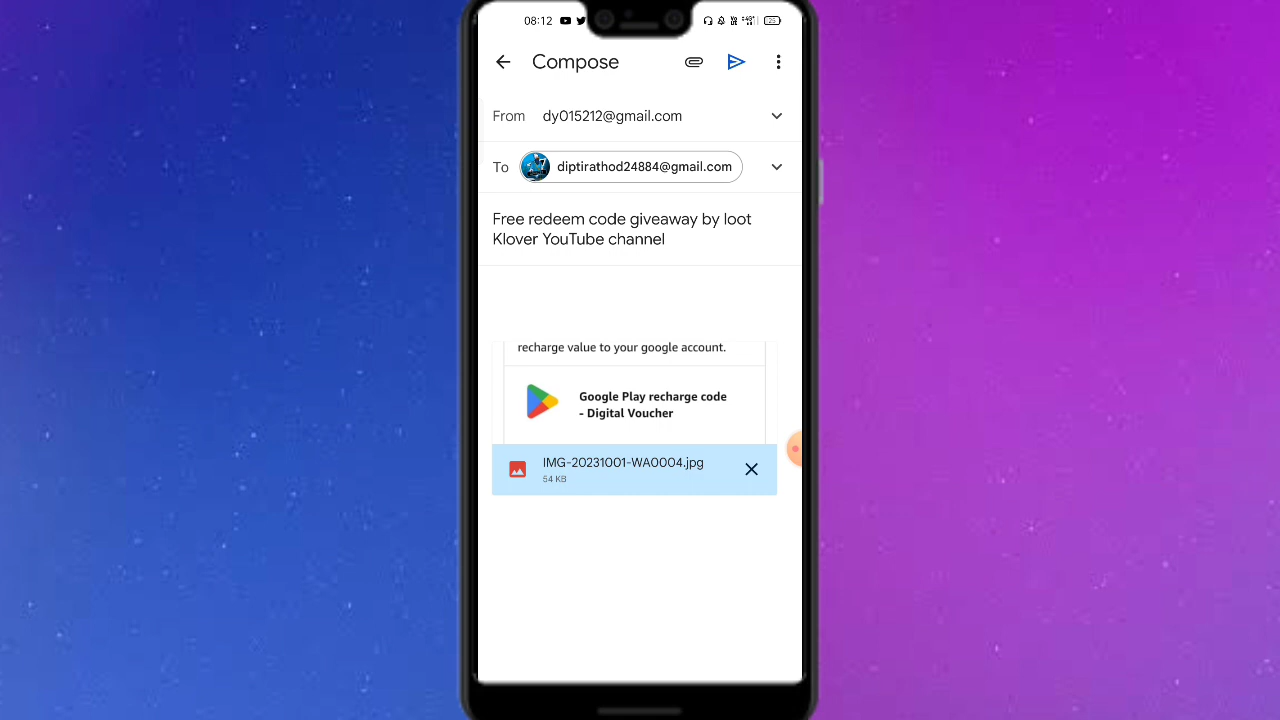 08:12
Compose
From dy015212@gmail.com
To diptirathod24884@gmail.com
Free redeem code giveaway by loot
Klover YouTube channel
recharge value to your google account.
Google Play recharge code
- Digital Voucher
IMG-20231001-WA0004.jpg
54 KB